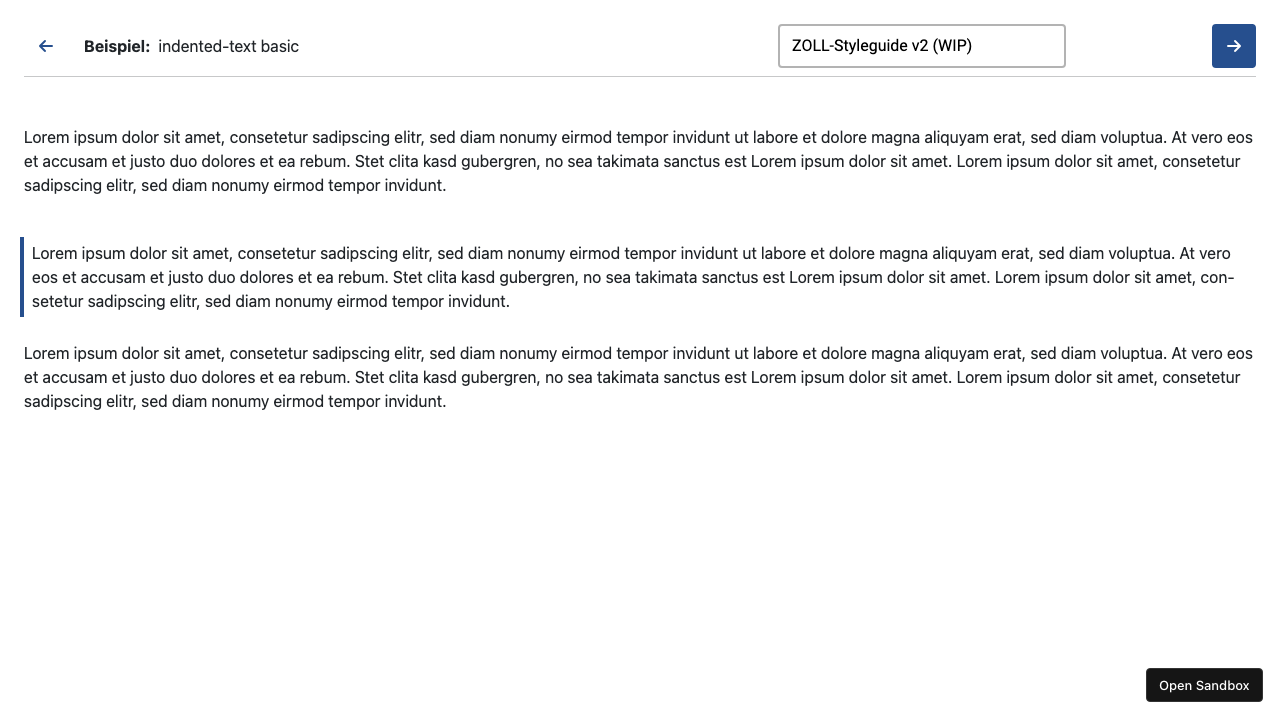 Beispiel: indented-text basic
ZOLL-Styleguide v2 (WIP)
Lorem ipsum dolor sit amet, consetetur sadipscing elitr, sed diam nonumy eirmod tempor invidunt ut labore et dolore magna aliquyam erat, sed diam voluptua. At vero eos
et accusam et justo duo dolores et ea rebum. Stet clita kasd gubergren, no sea takimata sanctus est Lorem ipsum dolor sit amet. Lorem ipsum dolor sit amet, consetetur
sadipscing elitr, sed diam nonumy eirmod tempor invidunt.
Lorem ipsum dolor sit amet, consetetur sadipscing elitr, sed diam nonumy eirmod tempor invidunt ut labore et dolore magna aliquyam erat, sed diam voluptua. At vero
eos et accusam et justo duo dolores et ea rebum. Stet clita kasd gubergren, no sea takimata sanctus est Lorem ipsum dolor sit amet. Lorem ipsum dolor sit amet, con-
setetur sadipscing elitr, sed diam nonumy eirmod tempor invidunt.
Lorem ipsum dolor sit amet, consetetur sadipscing elitr, sed diam nonumy eirmod tempor invidunt ut labore et dolore magna aliquyam erat, sed diam voluptua. At vero eos
et accusam et justo duo dolores et ea rebum. Stet clita kasd gubergren, no sea takimata sanctus est Lorem ipsum dolor sit amet. Lorem ipsum dolor sit amet, consetetur
sadipscing elitr, sed diam nonumy eirmod tempor invidunt.
Open Sandbox